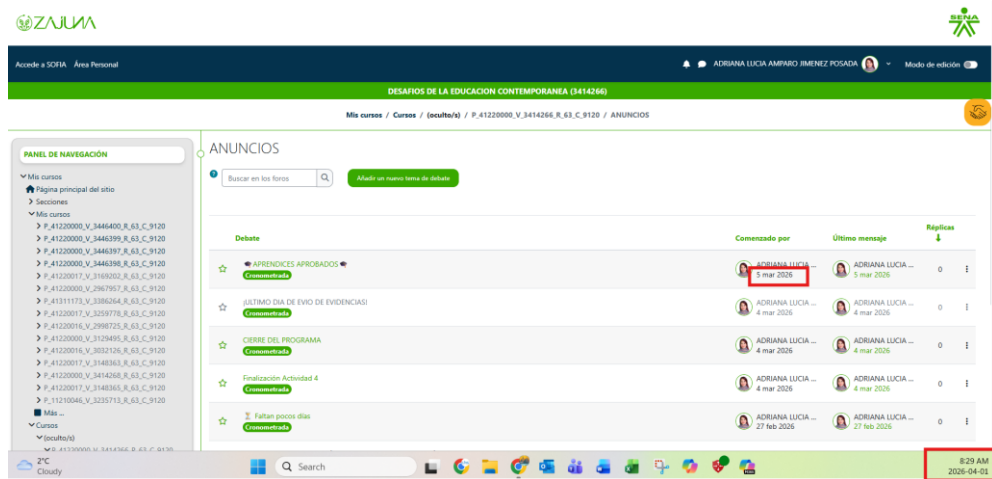 ZAJUNA
SENA
Accede a SOFIA Área Personal
ADRIANA LUCIA AMPARO JIMENEZ POSADA
Modo de edición
DESAFIOS DE LA EDUCACION CONTEMPORANEA (3414266)
Mis cursos / Cursos / (oculto/s) / P_41220000_V_3414266_R_63_C_9120 / ANUNCIOS
PANEL DE NAVEGACIÓN
Mis cursos
Página principal del sitio
Secciones
Mis cursos
P_41220000_V_3446400_R_63_C_9120
P_41220000_V_3446399_R_63_C_9120
P_41220000_V_3446397_R_63_C_9120
P_41220000_V_3446398_R_63_C_9120
P_41220017_V_3169202_R_63_C_9120
P_41220000_V_2967957_R_63_C_9120
P_41311173_V_3386264_R_63_C_9120
P_41220017_V_3259778_R_63_C_9120
P_41220016_V_2998725_R_63_C_9120
P_41220000_V_3129495_R_63_C_9120
P_41220016_V_3032126_R_63_C_9120
P_41220017_V_3148363_R_63_C_9120
P_41220000_V_3414268_R_63_C_9120
P_41220017_V_3148365_R_63_C_9120
P_11210046_V_3235713_R_63_C_9120
Más ...
Cursos
(oculto/s)
P_41220000_V_3414266_R_63_C_9120
ANUNCIOS
Buscar en los foros
Añadir un nuevo tema de debate
Debate Comenzado por Último mensaje Réplicas
APRENDICES APROBADOS ADRIANA LUCIA ... ADRIANA LUCIA ... 0
Cronometrada 5 mar 2026 5 mar 2026
¡ULTIMO DIA DE EVIO DE EVIDENCIAS! ADRIANA LUCIA ... ADRIANA LUCIA ... 0
Cronometrada 4 mar 2026 4 mar 2026
CIERRE DEL PROGRAMA ADRIANA LUCIA ... ADRIANA LUCIA ... 0
Cronometrada 4 mar 2026 4 mar 2026
Finalización Actividad 4 ADRIANA LUCIA ... ADRIANA LUCIA ... 0
Cronometrada 4 mar 2026 4 mar 2026
Faltan pocos días ADRIANA LUCIA ... ADRIANA LUCIA ... 0
Cronometrada 27 feb 2026 27 feb 2026
2°C
Cloudy
Search
8:29 AM
2026-04-01